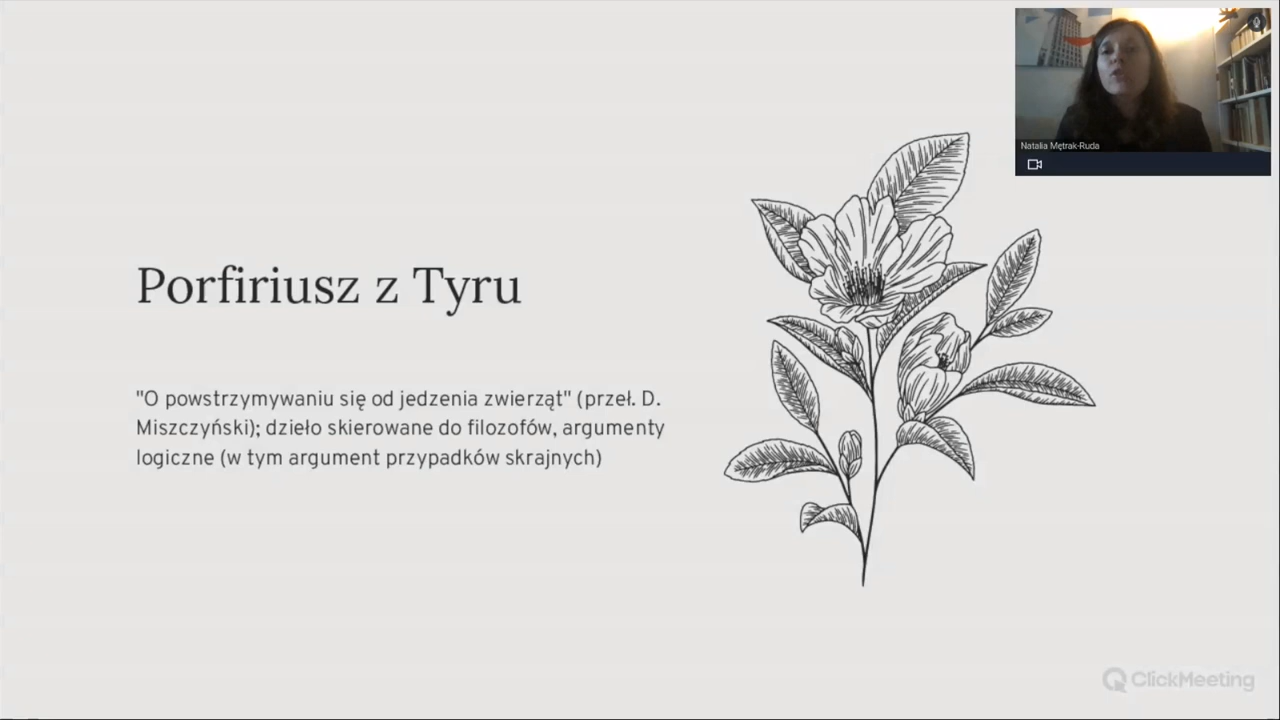 Natalia Mętrak-Ruda
Porfiriusz z Tyru
"O powstrzymywaniu się od jedzenia zwierząt" (przeł. D.
Miszczyński); dzieło skierowane do filozofów, argumenty
logiczne (w tym argument przypadków skrajnych)
ClickMeeting